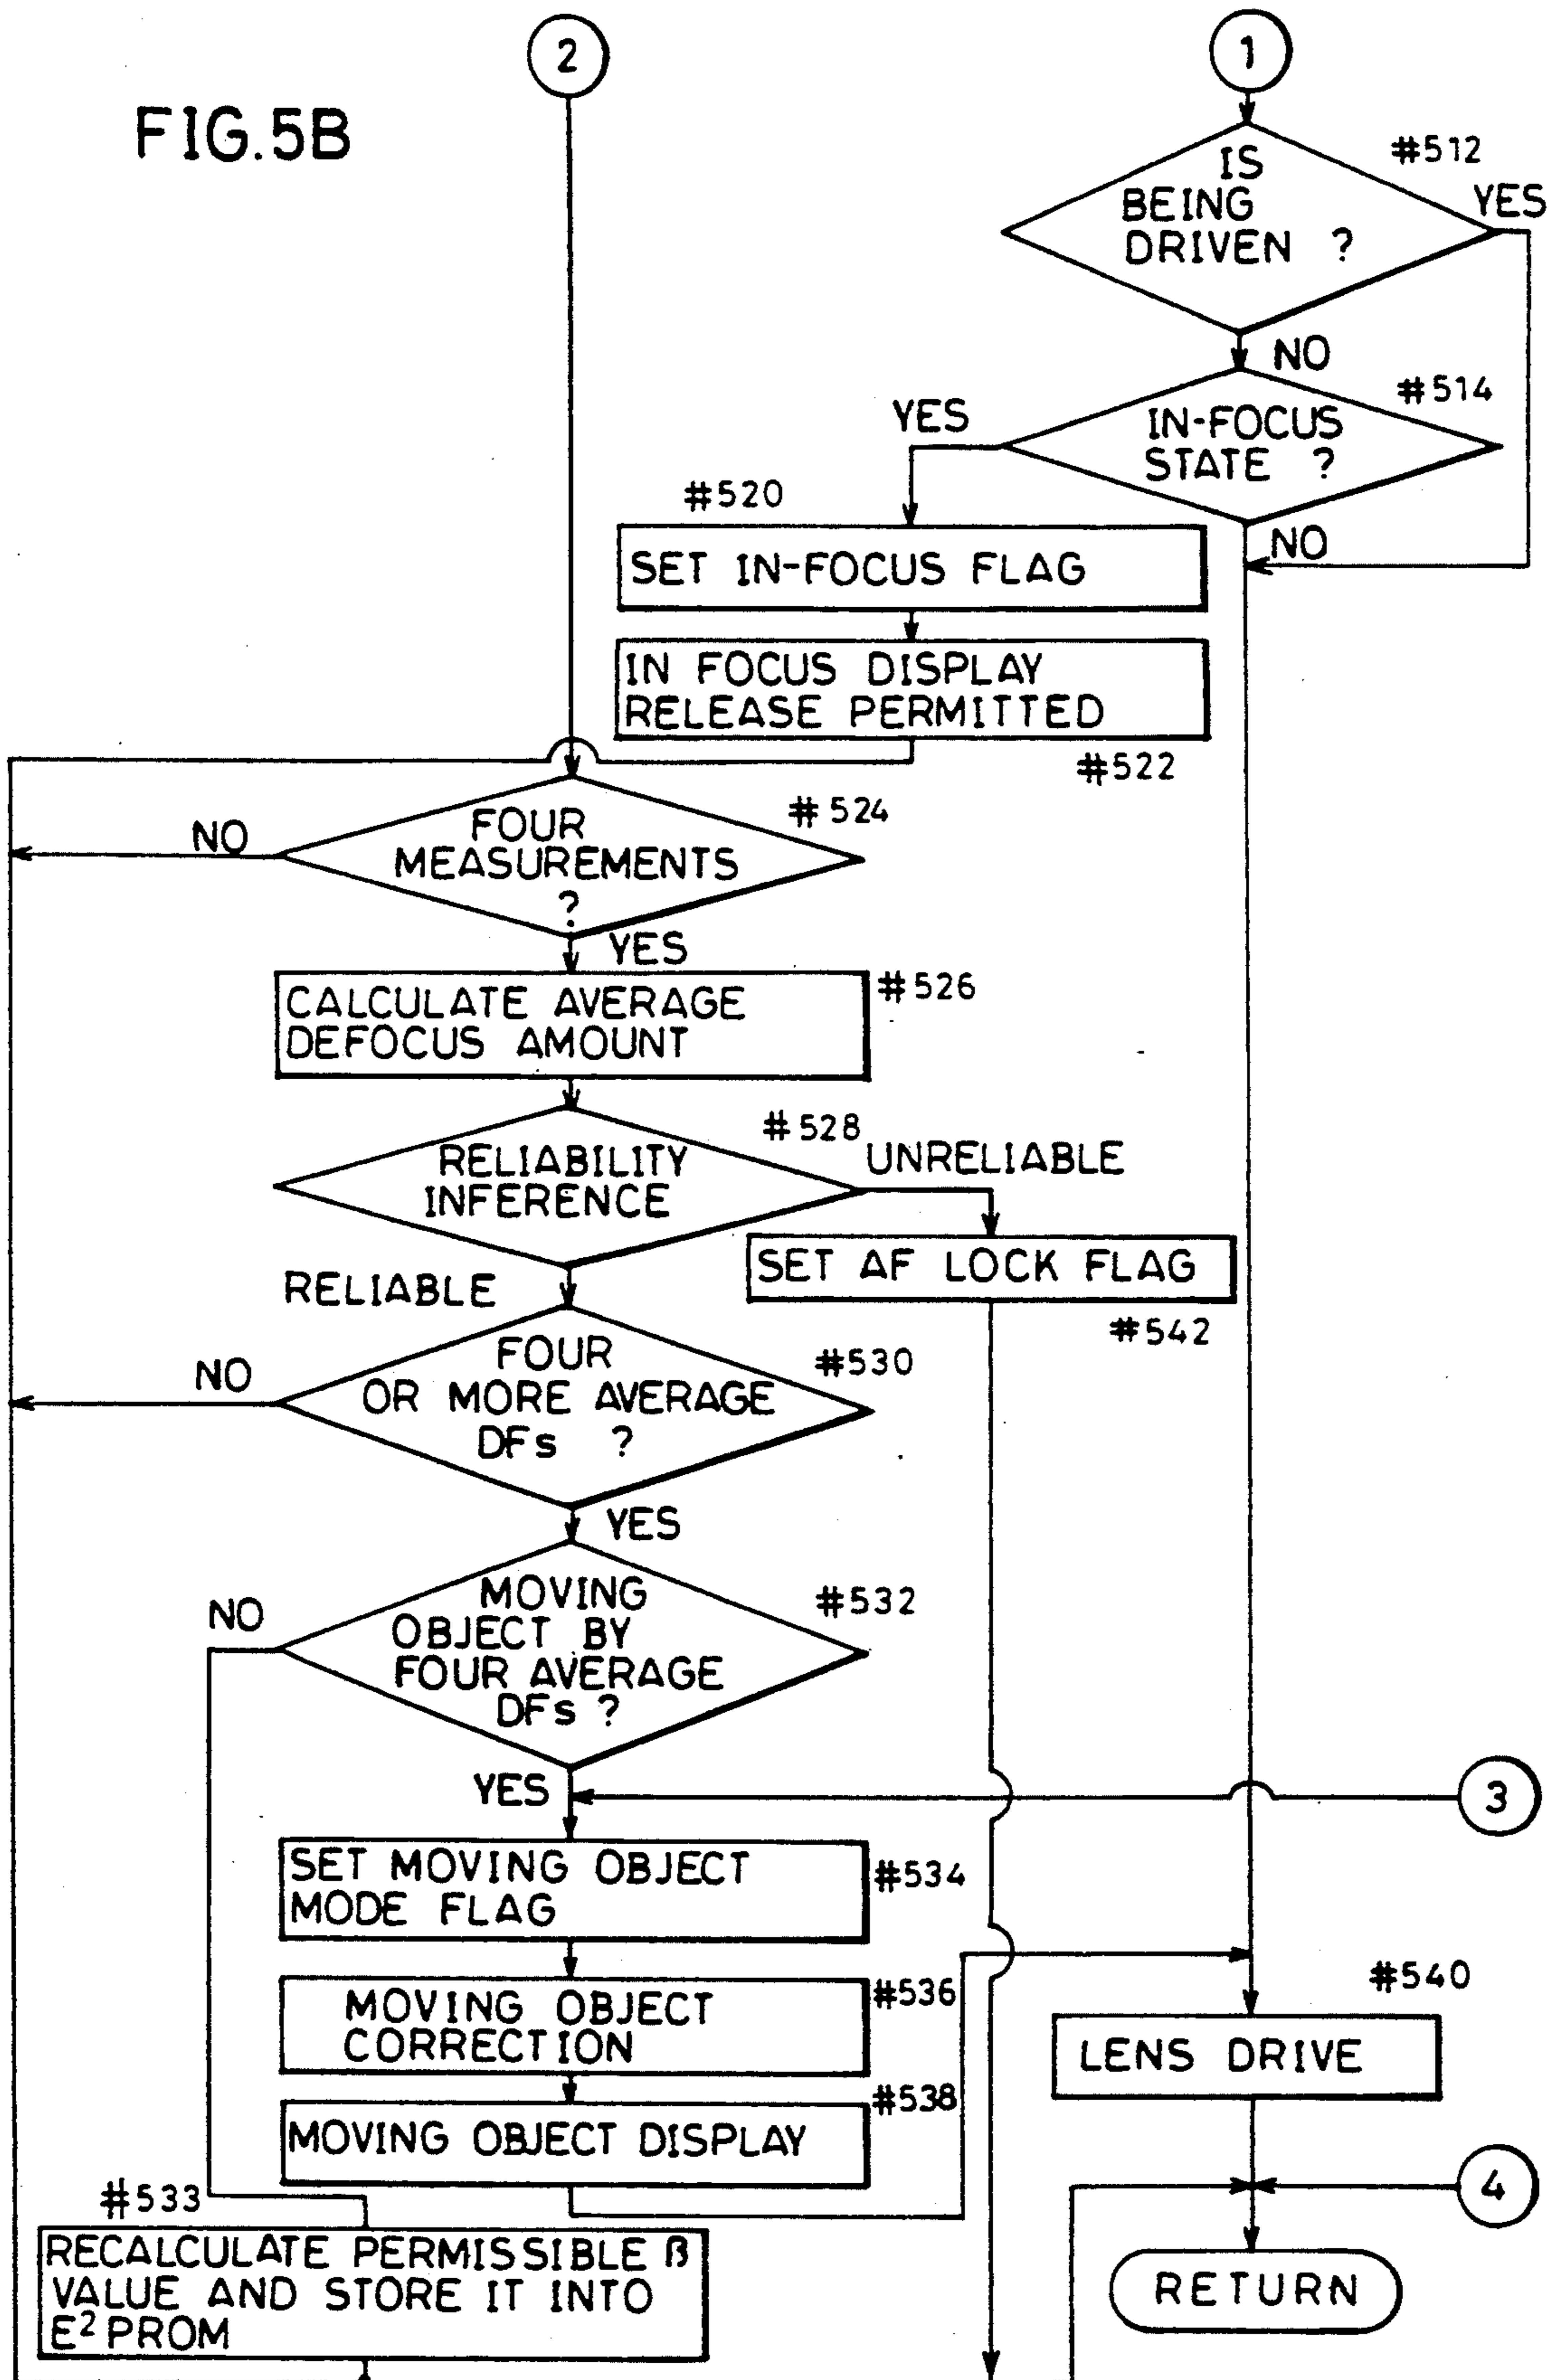 FIG.5B
2
1
#512
IS
BEING
DRIVEN ?
YES
NO
#514
IN-FOCUS
STATE ?
YES
NO
#520
SET IN-FOCUS FLAG
IN FOCUS DISPLAY
RELEASE PERMITTED
#522
#524
FOUR
MEASUREMENTS
?
NO
YES
CALCULATE AVERAGE
DEFOCUS AMOUNT
#526
#528
RELIABILITY
INFERENCE
UNRELIABLE
SET AF LOCK FLAG
#542
RELIABLE
FOUR
OR MORE AVERAGE
DFs ?
#530
NO
YES
MOVING
OBJECT BY
FOUR AVERAGE
DFs ?
#532
NO
YES
3
SET MOVING OBJECT
MODE FLAG
#534
MOVING OBJECT
CORRECTION
#536
#538
MOVING OBJECT DISPLAY
#540
LENS DRIVE
4
RETURN
#533
RECALCULATE PERMISSIBLE β
VALUE AND STORE IT INTO
E² PROM